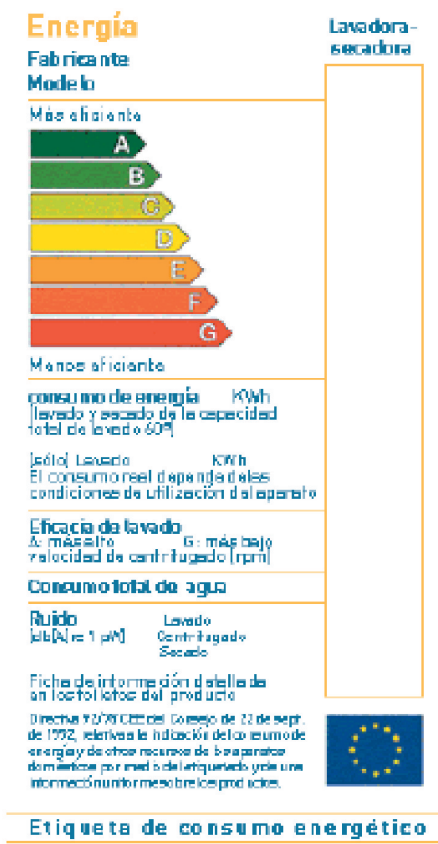 Energía
Lavadora-
secadora
Fabricante
Modelo
Más eficiente
A
B
C
D
E
F
G
Menos eficiente
consumo de energía KWh
(lavado y secado de la capacidad
total de lavado 60º)
(sólo) Lavado KWh
El consumo real depende de las
condiciones de utilización del aparato
Eficacia de lavado
A: más alto G: más bajo
velocidad de centrifugado (rpm)
Consumo total de agua
Ruido Lavado
(db(A) re 1 pW) Centrifugado
Secado
Ficha de información detallada
en los folletos del producto
Directiva CEE del Consejo de 22 de sept.
de 1992, relativa a la indicación del consumo de
energía y de otros recursos de los aparatos
domésticos por medio del etiquetado y de una
información uniforme sobre los productos.
Etiqueta de consumo energético